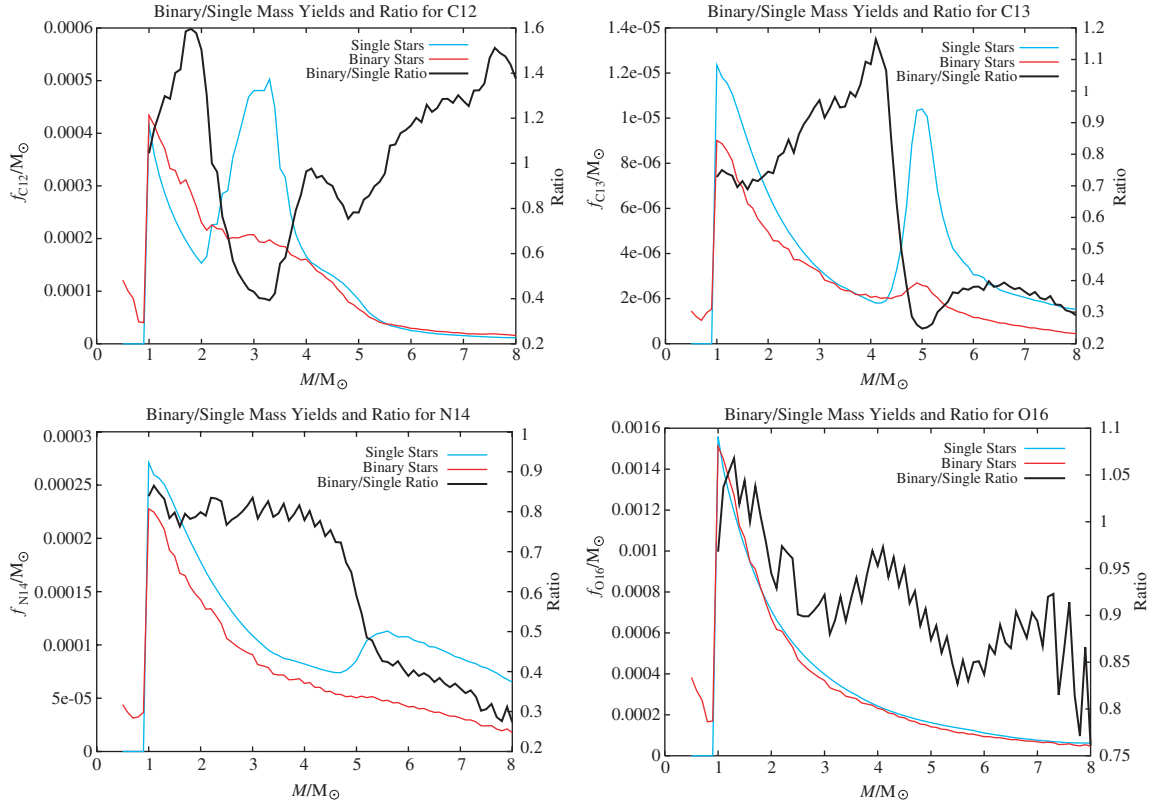 Binary/Single Mass Yields and Ratio for C12
0.0006
0.0005
0.0004
0.0003
0.0002
0.0001
0
f_C12/M⊙
Single Stars
Binary Stars
Binary/Single Ratio
1.6
1.4
1.2
1
0.8
0.6
0.4
0.2
Ratio
0 1 2 3 4 5 6 7 8
M/M⊙
Binary/Single Mass Yields and Ratio for C13
1.4e-05
1.2e-05
1e-05
8e-06
6e-06
4e-06
2e-06
0
f_C13/M⊙
Single Stars
Binary Stars
Binary/Single Ratio
1.2
1.1
1
0.9
0.8
0.7
0.6
0.5
0.4
0.3
0.2
Ratio
0 1 2 3 4 5 6 7 8
M/M⊙
Binary/Single Mass Yields and Ratio for N14
0.0003
0.00025
0.0002
0.00015
0.0001
5e-05
0
f_N14/M⊙
Single Stars
Binary Stars
Binary/Single Ratio
1
0.9
0.8
0.7
0.6
0.5
0.4
0.3
0.2
Ratio
0 1 2 3 4 5 6 7 8
M/M⊙
Binary/Single Mass Yields and Ratio for O16
0.0016
0.0014
0.0012
0.001
0.0008
0.0006
0.0004
0.0002
0
f_O16/M⊙
Single Stars
Binary Stars
Binary/Single Ratio
1.1
1.05
1
0.95
0.9
0.85
0.8
0.75
Ratio
0 1 2 3 4 5 6 7 8
M/M⊙